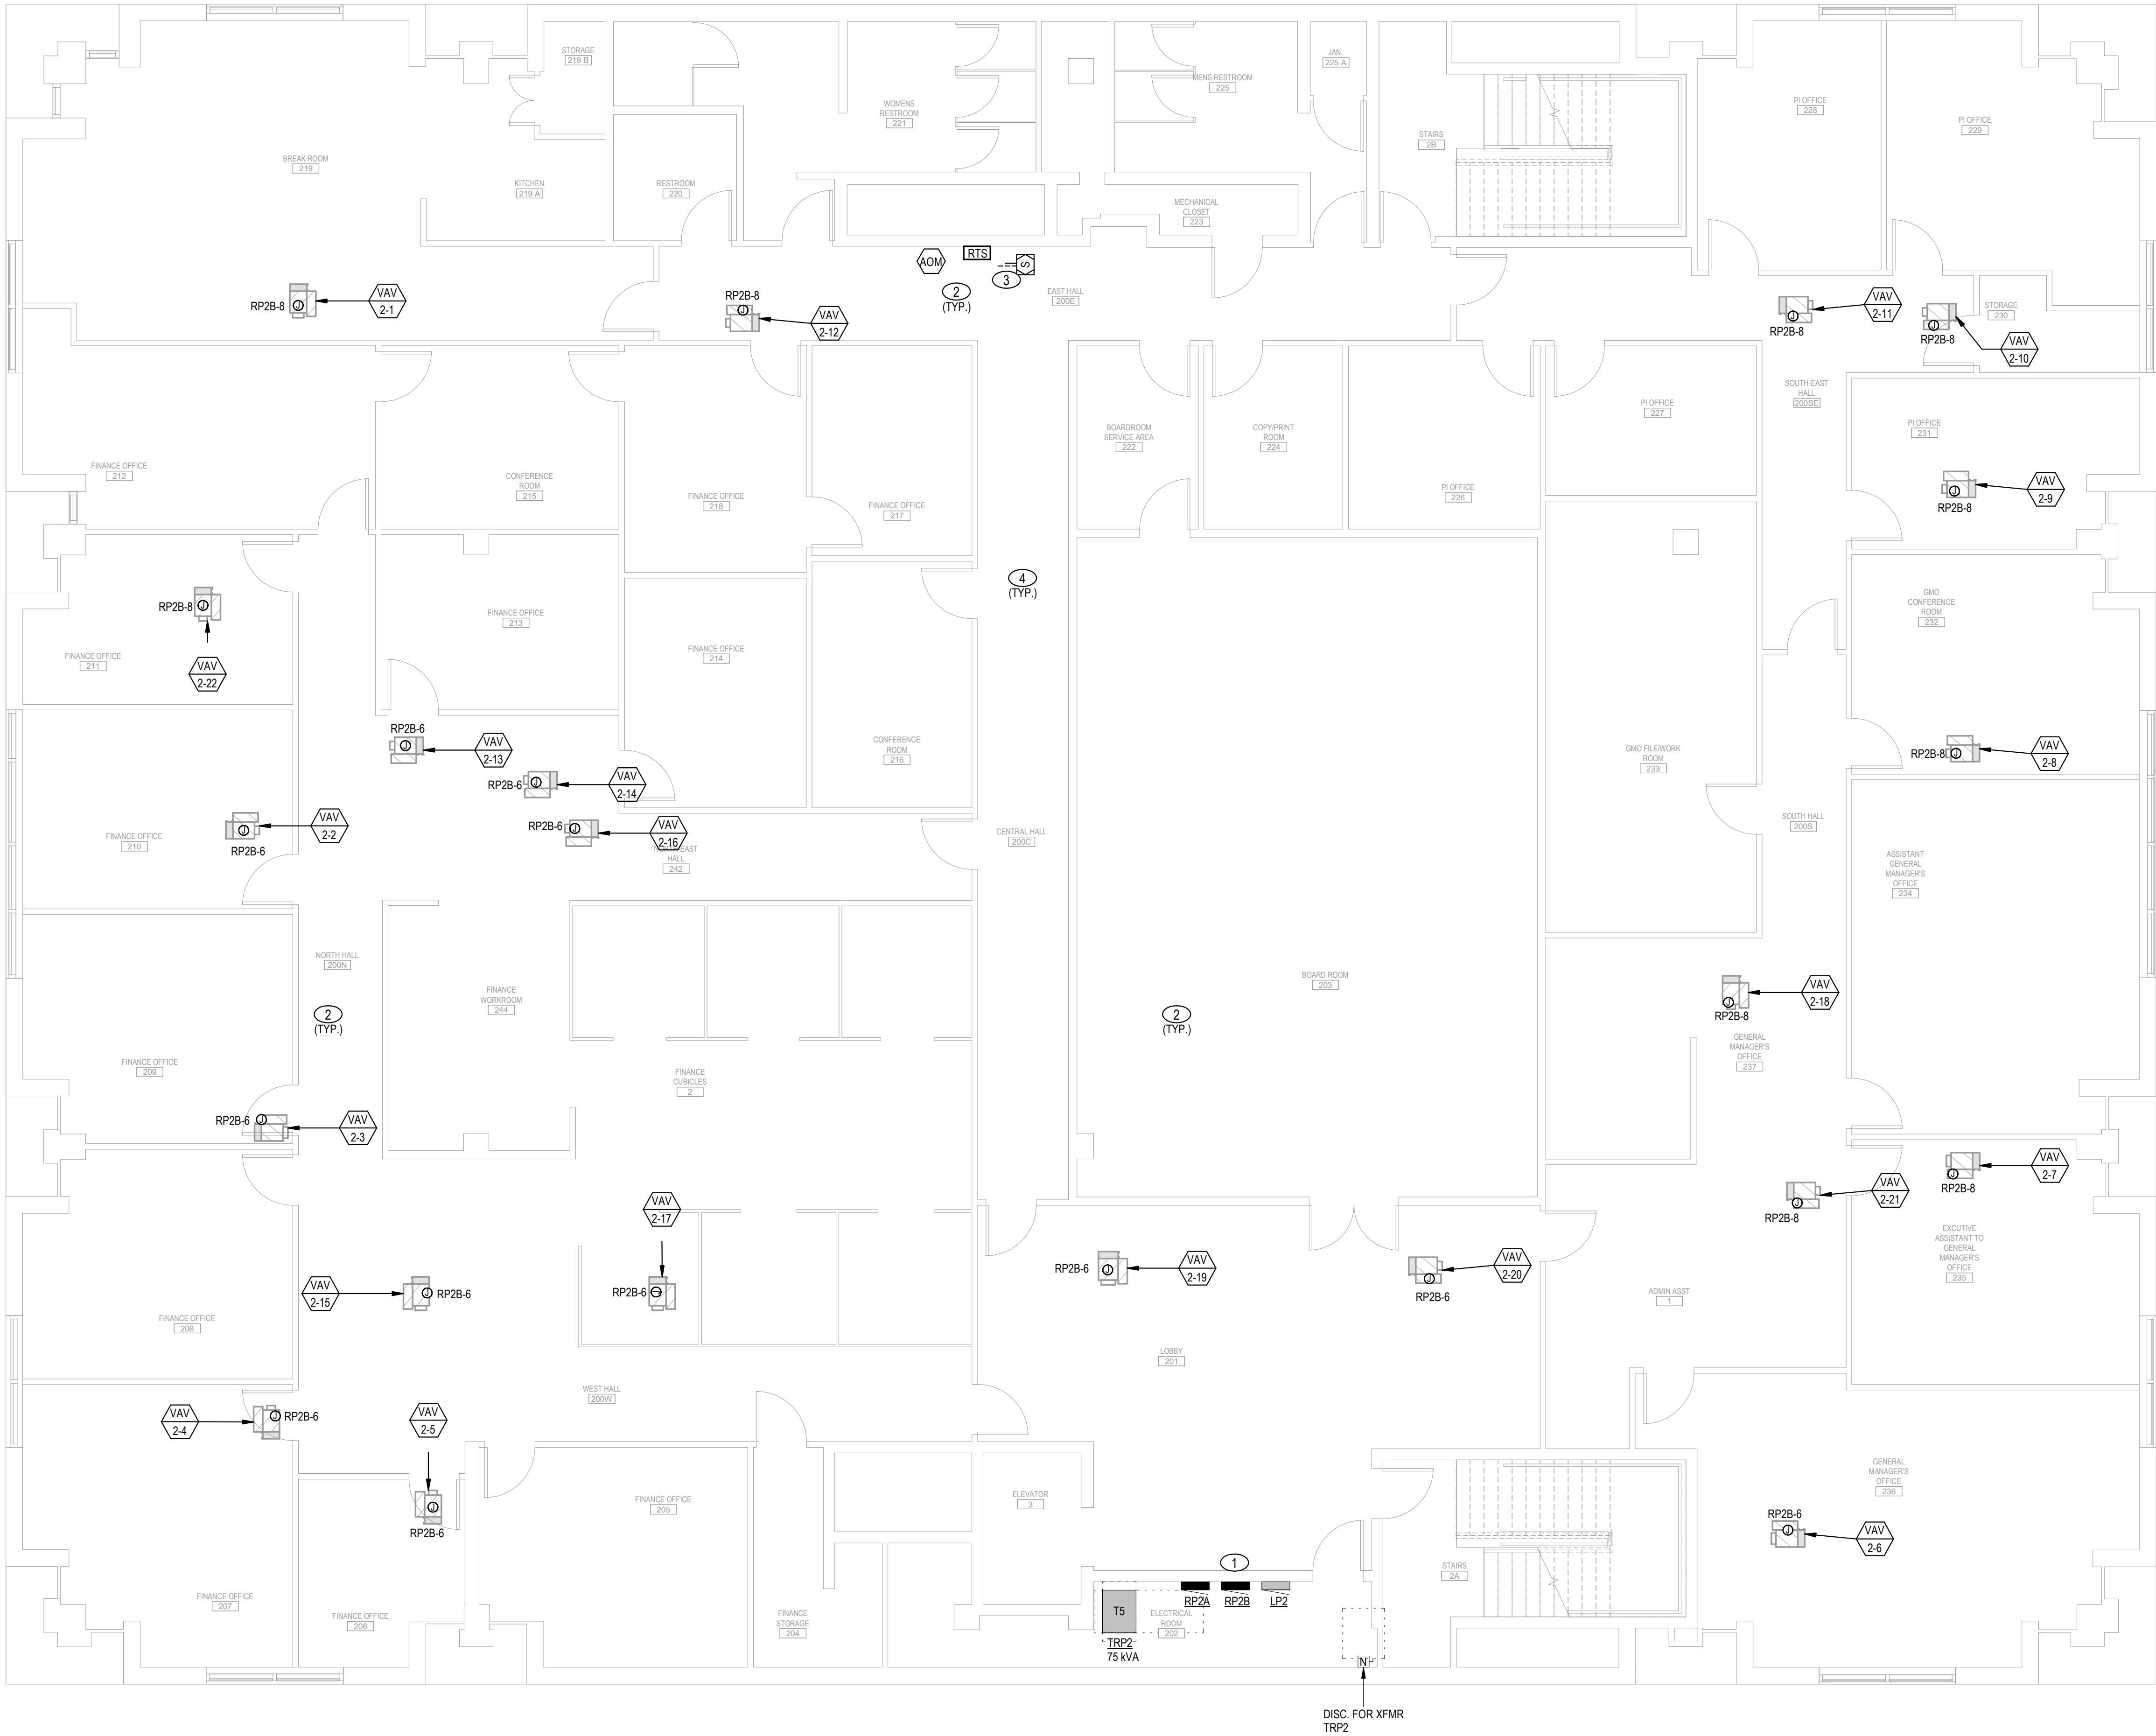 STORAGE
219 B
BREAK ROOM
219
KITCHEN
219 A
RESTROOM
220
WOMENS
RESTROOM
221
MENS RESTROOM
225
JAN.
225 A
STAIRS
2B
PI OFFICE
228
PI OFFICE
229
MECHANICAL
CLOSET
223
AOM
RTS
S
3
2
(TYP.)
EAST HALL
200E
RP2B-8
J
VAV
2-1
RP2B-8
J
VAV
2-12
J
RP2B-8
VAV
2-11
J
RP2B-8
VAV
2-10
STORAGE
230
FINANCE OFFICE
212
CONFERENCE
ROOM
215
FINANCE OFFICE
218
FINANCE OFFICE
217
BOARDROOM
SERVICE AREA
222
COPY/PRINT
ROOM
224
PI OFFICE
226
PI OFFICE
227
SOUTH-EAST
HALL
200SE
PI OFFICE
231
J
RP2B-8
VAV
2-9
4
(TYP.)
RP2B-8
J
VAV
2-22
FINANCE OFFICE
211
FINANCE OFFICE
213
FINANCE OFFICE
214
CONFERENCE
ROOM
216
GMO
CONFERENCE
ROOM
232
RP2B-8
J
VAV
2-8
RP2B-6
J
VAV
2-13
RP2B-6
J
VAV
2-14
RP2B-6
J
VAV
2-16
HALL
242
GMO FILE/WORK
ROOM
233
FINANCE OFFICE
210
J
RP2B-6
VAV
2-2
CENTRAL HALL
200C
SOUTH HALL
200S
ASSISTANT
GENERAL
MANAGER'S
OFFICE
234
NORTH HALL
200N
2
(TYP.)
FINANCE
WORKROOM
244
BOARD ROOM
203
2
(TYP.)
J
RP2B-8
VAV
2-18
GENERAL
MANAGER'S
OFFICE
237
FINANCE OFFICE
209
FINANCE
CUBICLES
2
RP2B-6
J
VAV
2-3
J
RP2B-8
VAV
2-7
J
RP2B-8
VAV
2-21
VAV
2-17
RP2B-6
J
EXCUTIVE
ASSISTANT TO
GENERAL
MANAGER'S
OFFICE
235
VAV
2-15
J
RP2B-6
RP2B-6
J
VAV
2-19
J
RP2B-6
VAV
2-20
ADMIN ASST
1
FINANCE OFFICE
208
LOBBY
201
WEST HALL
200W
VAV
2-4
J
RP2B-6
VAV
2-5
J
RP2B-6
FINANCE OFFICE
205
ELEVATOR
3
GENERAL
MANAGER'S
OFFICE
236
RP2B-6
J
VAV
2-6
1
STAIRS
2A
FINANCE OFFICE
207
FINANCE OFFICE
206
FINANCE
STORAGE
204
T5
TRP2
75 kVA
RP2A
RP2B
LP2
ELECTRICAL
ROOM
202
N
DISC. FOR XFMR
TRP2